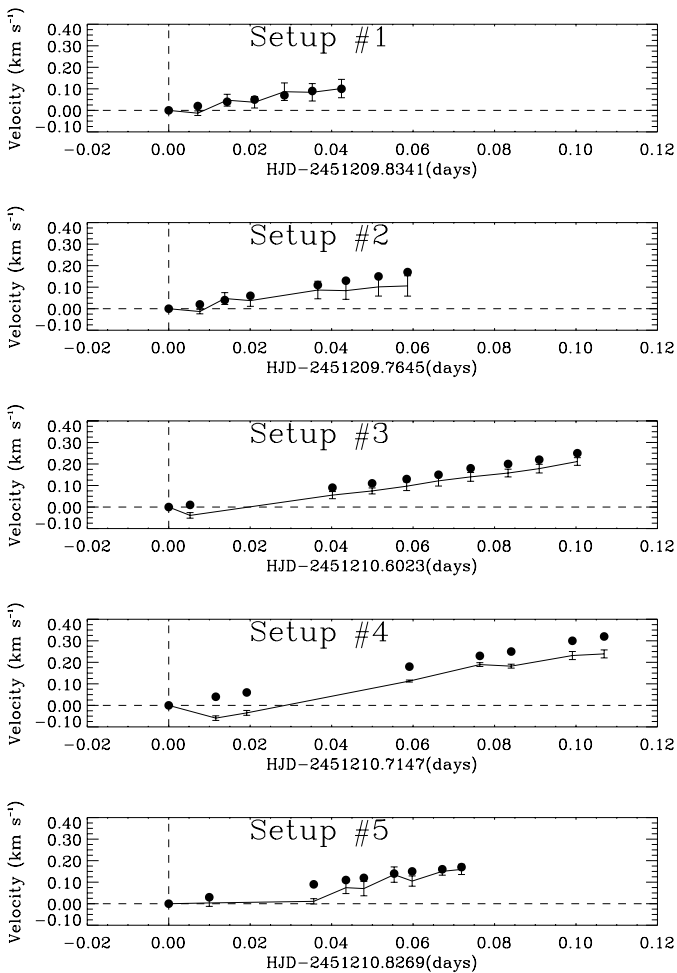 Setup #1
0.40
0.30
0.20
0.10
0.00
−0.10
Velocity (km s⁻¹)
−0.02 0.00 0.02 0.04 0.06 0.08 0.10 0.12
HJD−2451209.8341(days)
Setup #2
0.40
0.30
0.20
0.10
0.00
−0.10
Velocity (km s⁻¹)
−0.02 0.00 0.02 0.04 0.06 0.08 0.10 0.12
HJD−2451209.7645(days)
Setup #3
0.40
0.30
0.20
0.10
0.00
−0.10
Velocity (km s⁻¹)
−0.02 0.00 0.02 0.04 0.06 0.08 0.10 0.12
HJD−2451210.6023(days)
Setup #4
0.40
0.30
0.20
0.10
0.00
−0.10
Velocity (km s⁻¹)
−0.02 0.00 0.02 0.04 0.06 0.08 0.10 0.12
HJD−2451210.7147(days)
Setup #5
0.40
0.30
0.20
0.10
0.00
−0.10
Velocity (km s⁻¹)
−0.02 0.00 0.02 0.04 0.06 0.08 0.10 0.12
HJD−2451210.8269(days)